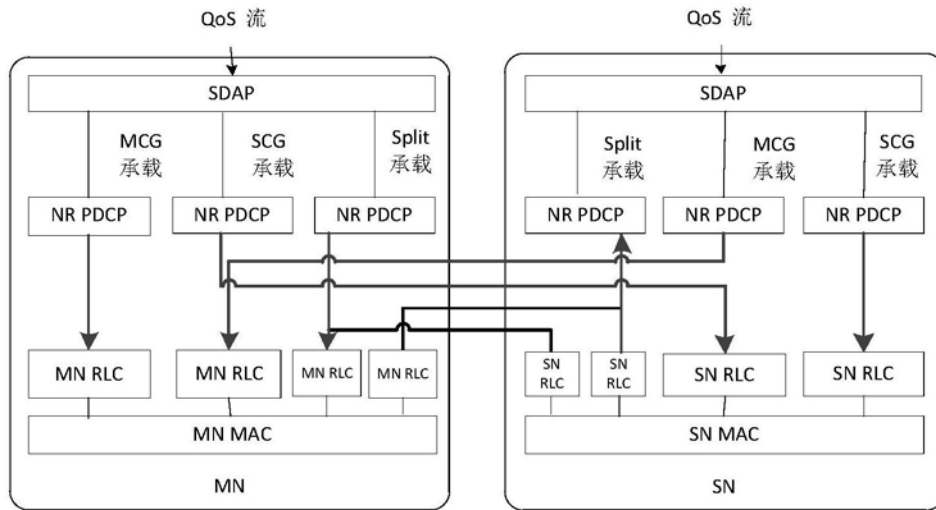 QoS 流
QoS 流
SDAP
SDAP
MCG
承载
SCG
承载
Split
承载
Split
承载
MCG
承载
SCG
承载
NR PDCP
NR PDCP
NR PDCP
NR PDCP
NR PDCP
NR PDCP
MN RLC
MN RLC
MN RLC
MN RLC
SN
RLC
SN
RLC
SN RLC
SN RLC
MN MAC
SN MAC
MN
SN